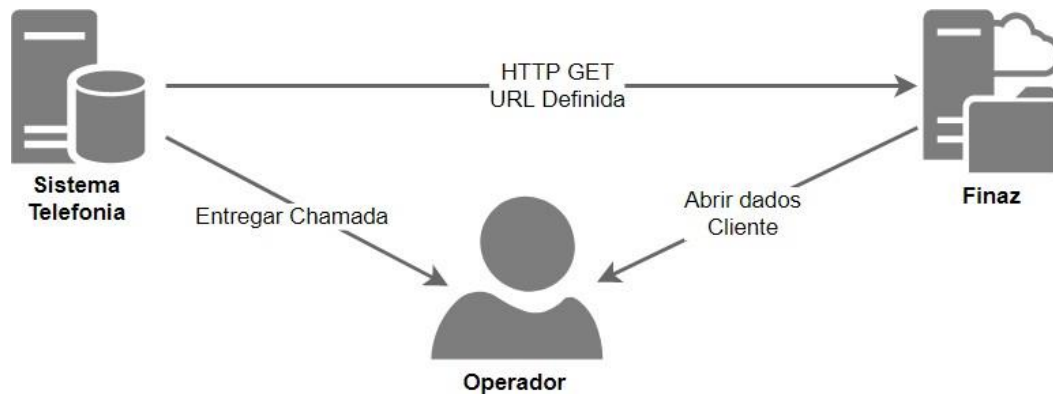 HTTP GET
URL Definida
Sistema
Telefonia
Finaz
Entregar Chamada
Abrir dados
Cliente
Operador